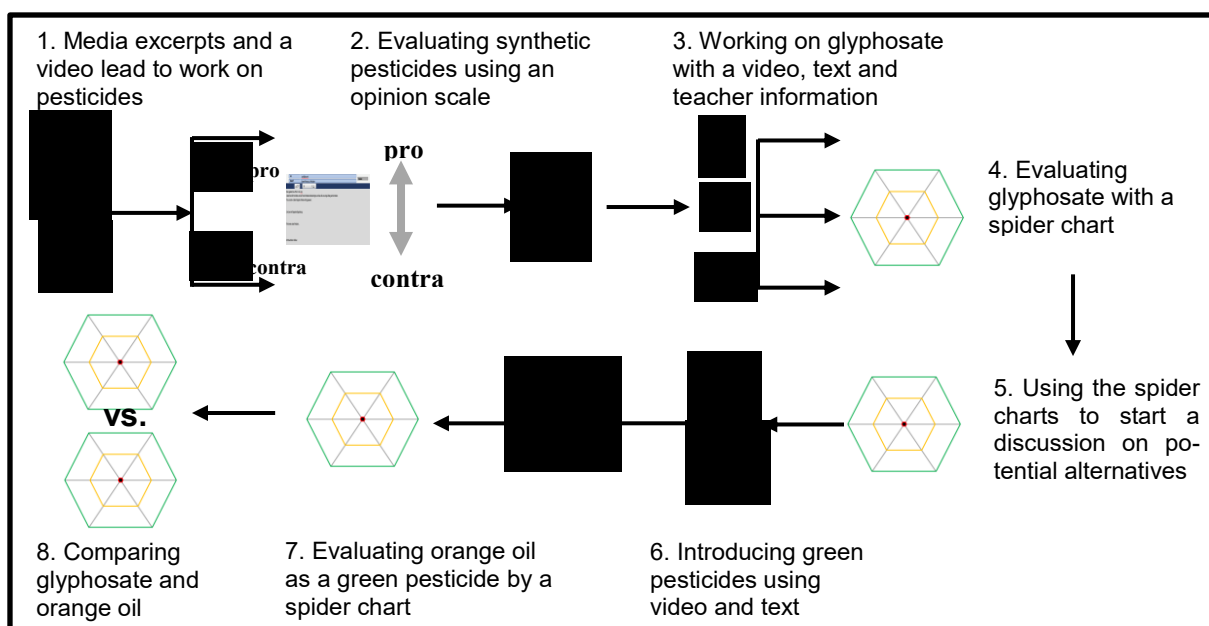 1. Media excerpts and a
video lead to work on
pesticides
2. Evaluating synthetic
pesticides using an
opinion scale
3. Working on glyphosate
with a video, text and
teacher information
pro
contra
pro
contra
4. Evaluating
glyphosate with a
spider chart
5. Using the spider
charts to start a
discussion on po-
tential alternatives
vs.
8. Comparing
glyphosate and
orange oil
7. Evaluating orange oil
as a green pesticide by a
spider chart
6. Introducing green
pesticides using
video and text